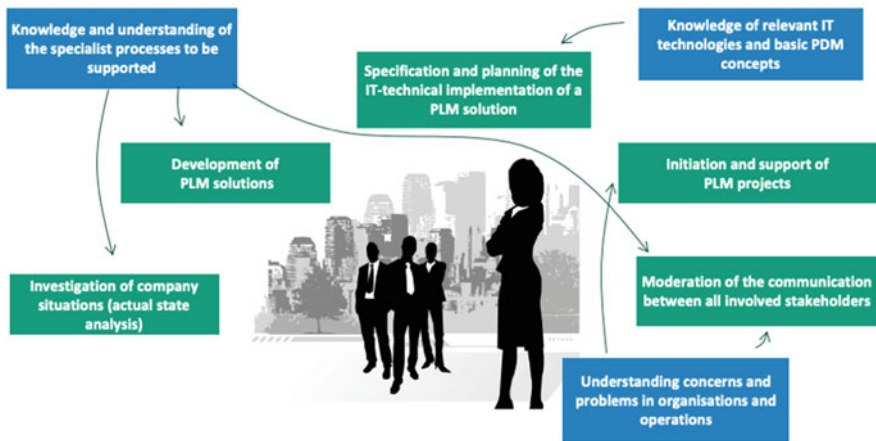 Knowledge and understanding of
the specialist processes to be
supported
Knowledge of relevant IT
technologies and basic PDM
concepts
Specification and planning of the
IT-technical implementation of a
PLM solution
Development of
PLM solutions
Initiation and support of
PLM projects
Investigation of company
situations (actual state
analysis)
Moderation of the communication
between all involved stakeholders
Understanding concerns and
problems in organisations and
operations